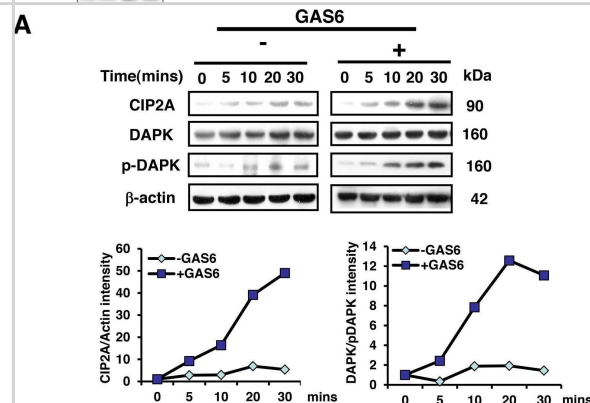 A
GAS6
- +
Time(mins) 0 5 10 20 30 0 5 10 20 30 kDa
CIP2A 90
DAPK 160
p-DAPK 160
β-actin 42
CIP2A/Actin intensity
60
50
40
30
20
10
0
-GAS6
+GAS6
0 5 10 20 30 mins
DAPK/pDAPK intensity
14
12
10
8
6
4
2
0
-GAS6
+GAS6
0 5 10 20 30 mins